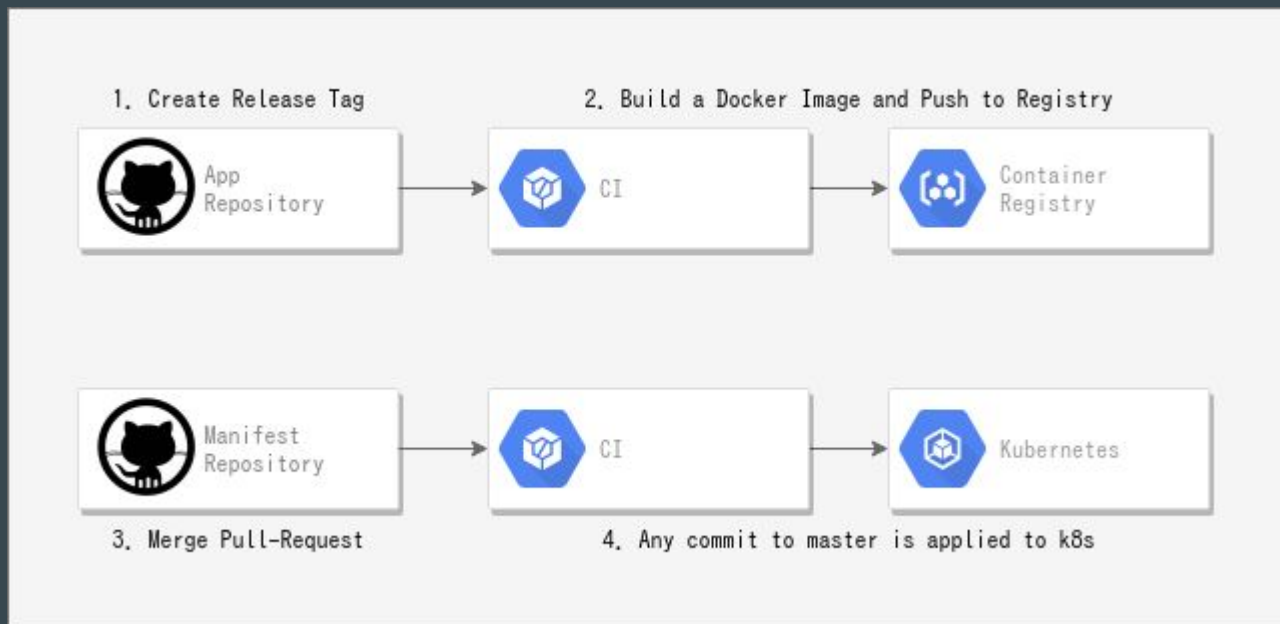 1. Create Release Tag
2. Build a Docker Image and Push to Registry
App
Repository
CI
Container
Registry
Manifest
Repository
CI
Kubernetes
3. Merge Pull-Request
4. Any commit to master is applied to k8s